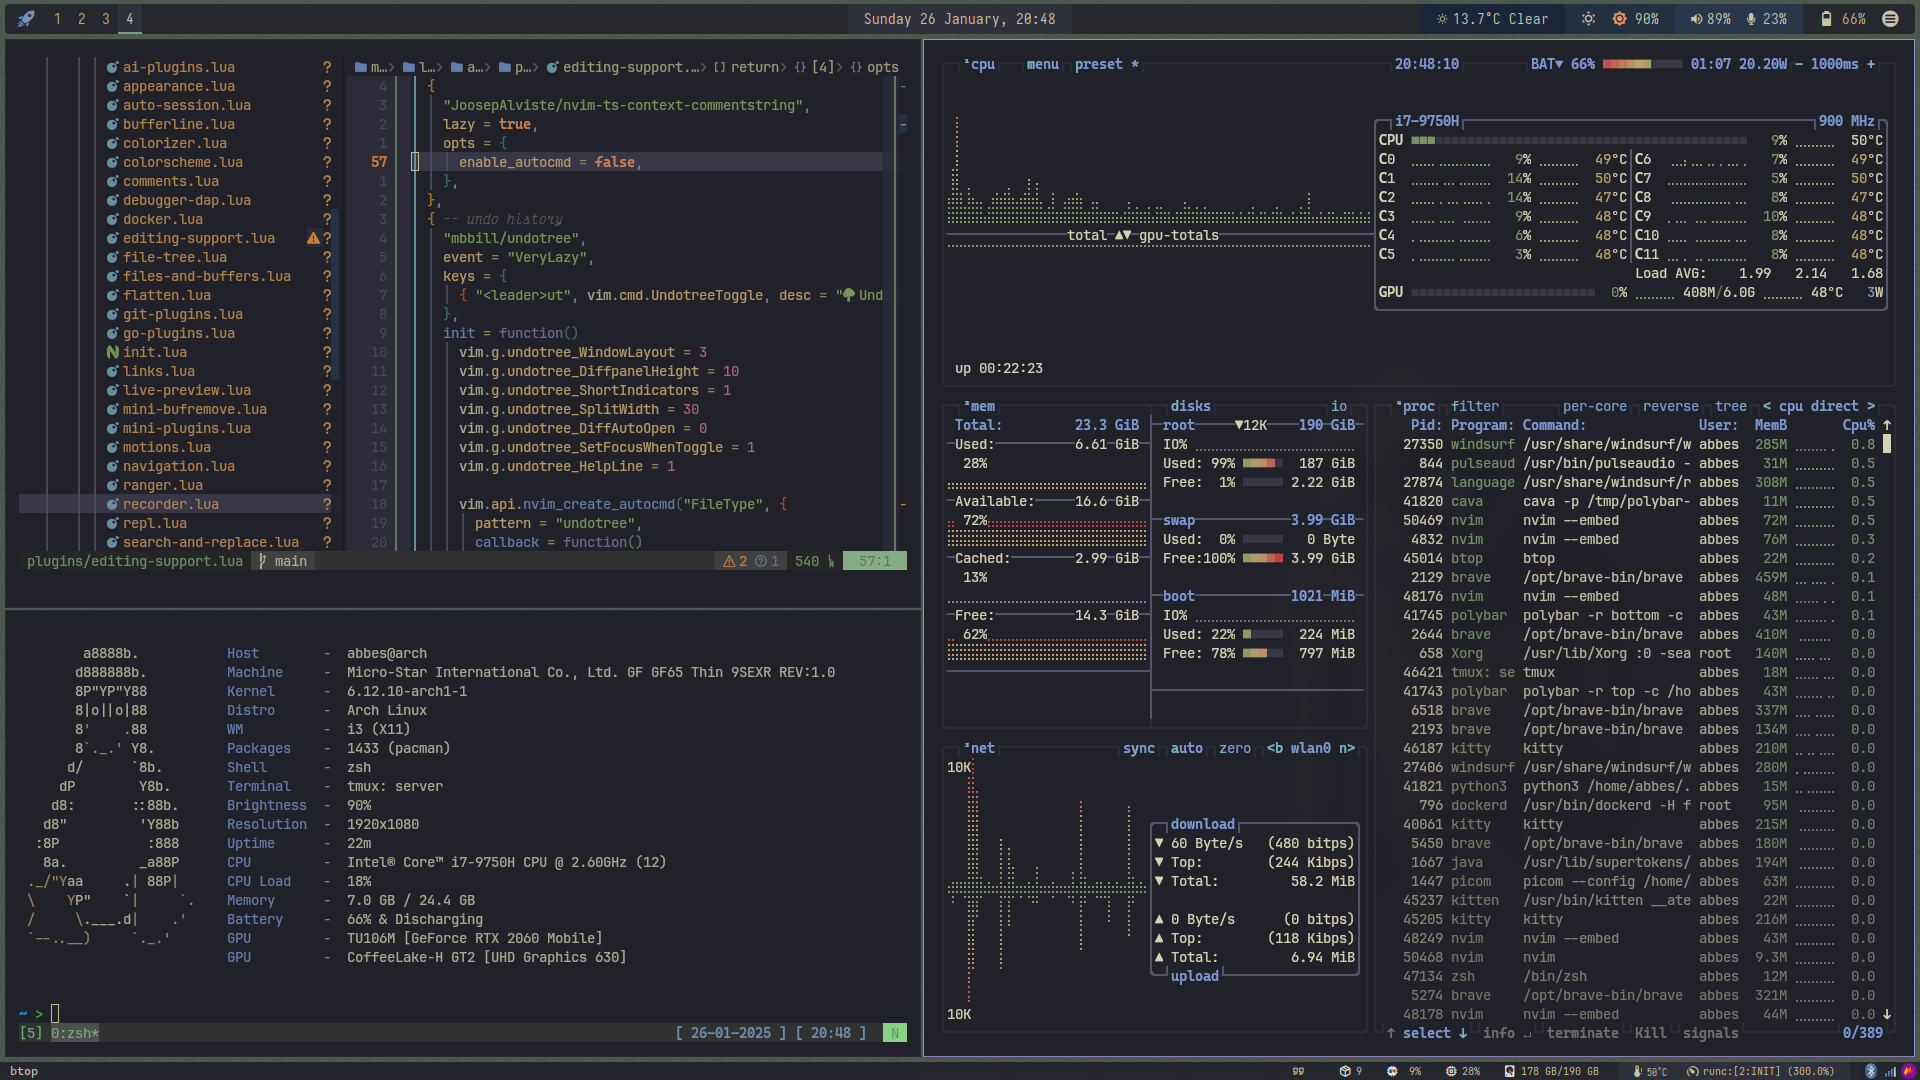 1 2 3 4
Sunday 26 January, 20:48
13.7°C Clear 90% 89% 23% 66%
ai-plugins.lua ?
appearance.lua ?
auto-session.lua ?
bufferline.lua ?
colorizer.lua ?
colorscheme.lua ?
comments.lua ?
debugger-dap.lua ?
docker.lua ?
editing-support.lua ?
file-tree.lua ?
files-and-buffers.lua ?
flatten.lua ?
git-plugins.lua ?
go-plugins.lua ?
init.lua ?
links.lua ?
live-preview.lua ?
mini-bufremove.lua ?
mini-plugins.lua ?
motions.lua ?
navigation.lua ?
ranger.lua ?
recorder.lua ?
repl.lua ?
search-and-replace.lua ?
m…> l…> a…> p…> editing-support.…> [] return> {} [4]> {} opts
4 {
3 "JoosepAlviste/nvim-ts-context-commentstring",
2 lazy = true,
1 opts = {
57 enable_autocmd = false,
1 },
2 },
3 { -- undo history
4 "mbbill/undotree",
5 event = "VeryLazy",
6 keys = {
7 { "<leader>ut", vim.cmd.UndotreeToggle, desc = "🌳 Und
8 },
9 init = function()
10 vim.g.undotree_WindowLayout = 3
11 vim.g.undotree_DiffpanelHeight = 10
12 vim.g.undotree_ShortIndicators = 1
13 vim.g.undotree_SplitWidth = 30
14 vim.g.undotree_DiffAutoOpen = 0
15 vim.g.undotree_SetFocusWhenToggle = 1
16 vim.g.undotree_HelpLine = 1
17
18 vim.api.nvim_create_autocmd("FileType", {
19 pattern = "undotree",
20 callback = function()
plugins/editing-support.lua main 2 1 540 57:1
a8888b.
d888888b.
8P"YP"Y88
8|o||o|88
8' .88
8`._.' Y8.
d/ `8b.
dP Y8b.
d8: ::88b.
d8" 'Y88b
:8P :888
8a. _a88P
._/"Yaa .| 88P|
\ YP" `| `.
/ \.___.d| .'
`--..__) `._.'
Host - abbes@arch
Machine - Micro-Star International Co., Ltd. GF GF65 Thin 9SEXR REV:1.0
Kernel - 6.12.10-arch1-1
Distro - Arch Linux
WM - i3 (X11)
Packages - 1433 (pacman)
Shell - zsh
Terminal - tmux: server
Brightness - 90%
Resolution - 1920x1080
Uptime - 22m
CPU - Intel® Core™ i7-9750H CPU @ 2.60GHz (12)
CPU Load - 18%
Memory - 7.0 GB / 24.4 GB
Battery - 66% & Discharging
GPU - TU106M [GeForce RTX 2060 Mobile]
GPU - CoffeeLake-H GT2 [UHD Graphics 630]
~ >
[5] 0:zsh*
[ 26-01-2025 ] [ 20:48 ] N
¹cpu menu preset * 20:48:10 BAT▼ 66% 01:07 20.20W - 1000ms +
i7-9750H 900 MHz
CPU 9% 50°C
C0 9% 49°C C6 7% 49°C
C1 14% 50°C C7 5% 50°C
C2 14% 47°C C8 8% 47°C
C3 9% 48°C C9 10% 48°C
C4 6% 48°C C10 8% 48°C
C5 3% 48°C C11 8% 48°C
Load AVG: 1.99 2.14 1.68
GPU 0% 408M/6.0G 48°C 3W
total ▲▼ gpu-totals
up 00:22:23
²mem
Total: 23.3 GiB
Used: 6.61 GiB
28%
Available: 16.6 GiB
72%
Cached: 2.99 GiB
13%
Free: 14.3 GiB
62%
disks io
root ▼12K 190 GiB
IO%
Used: 99% 187 GiB
Free: 1% 2.22 GiB
swap 3.99 GiB
Used: 0% 0 Byte
Free:100% 3.99 GiB
boot 1021 MiB
IO%
Used: 22% 224 MiB
Free: 78% 797 MiB
³net sync auto zero <b wlan0 n>
10K
download
▼ 60 Byte/s (480 bitps)
▼ Top: (244 Kibps)
▼ Total: 58.2 MiB
▲ 0 Byte/s (0 bitps)
▲ Top: (118 Kibps)
▲ Total: 6.94 MiB
upload
10K
⁴proc filter per-core reverse tree < cpu direct >
Pid: Program: Command: User: MemB Cpu% ↑
27350 windsurf /usr/share/windsurf/w abbes 285M 0.8
844 pulseaud /usr/bin/pulseaudio - abbes 31M 0.5
27874 language /usr/share/windsurf/r abbes 308M 0.5
41820 cava cava -p /tmp/polybar- abbes 11M 0.5
50469 nvim nvim --embed abbes 72M 0.5
4832 nvim nvim --embed abbes 76M 0.3
45014 btop btop abbes 22M 0.2
2129 brave /opt/brave-bin/brave abbes 459M 0.1
48176 nvim nvim --embed abbes 48M 0.1
41745 polybar polybar -r bottom -c abbes 43M 0.1
2644 brave /opt/brave-bin/brave abbes 410M 0.0
658 Xorg /usr/lib/Xorg :0 -sea root 140M 0.0
46421 tmux: se tmux abbes 18M 0.0
41743 polybar polybar -r top -c /ho abbes 43M 0.0
6518 brave /opt/brave-bin/brave abbes 337M 0.0
2193 brave /opt/brave-bin/brave abbes 134M 0.0
46187 kitty kitty abbes 210M 0.0
27406 windsurf /usr/share/windsurf/w abbes 280M 0.0
41821 python3 python3 /home/abbes/. abbes 15M 0.0
796 dockerd /usr/bin/dockerd -H f root 95M 0.0
40061 kitty kitty abbes 215M 0.0
5450 brave /opt/brave-bin/brave abbes 180M 0.0
1667 java /usr/lib/supertokens/ abbes 194M 0.0
1447 picom picom --config /home/ abbes 63M 0.0
45237 kitten /usr/bin/kitten __ate abbes 22M 0.0
45205 kitty kitty abbes 216M 0.0
48249 nvim nvim --embed abbes 43M 0.0
50468 nvim nvim abbes 9.3M 0.0
47134 zsh /bin/zsh abbes 12M 0.0
5274 brave /opt/brave-bin/brave abbes 321M 0.0
48178 nvim nvim --embed abbes 44M 0.0 ↓
↑ select ↓ info ↵ terminate Kill signals 0/389
btop
9 9% 28% 178 GB/190 GB 50°C runc:[2:INIT] (300.0%)